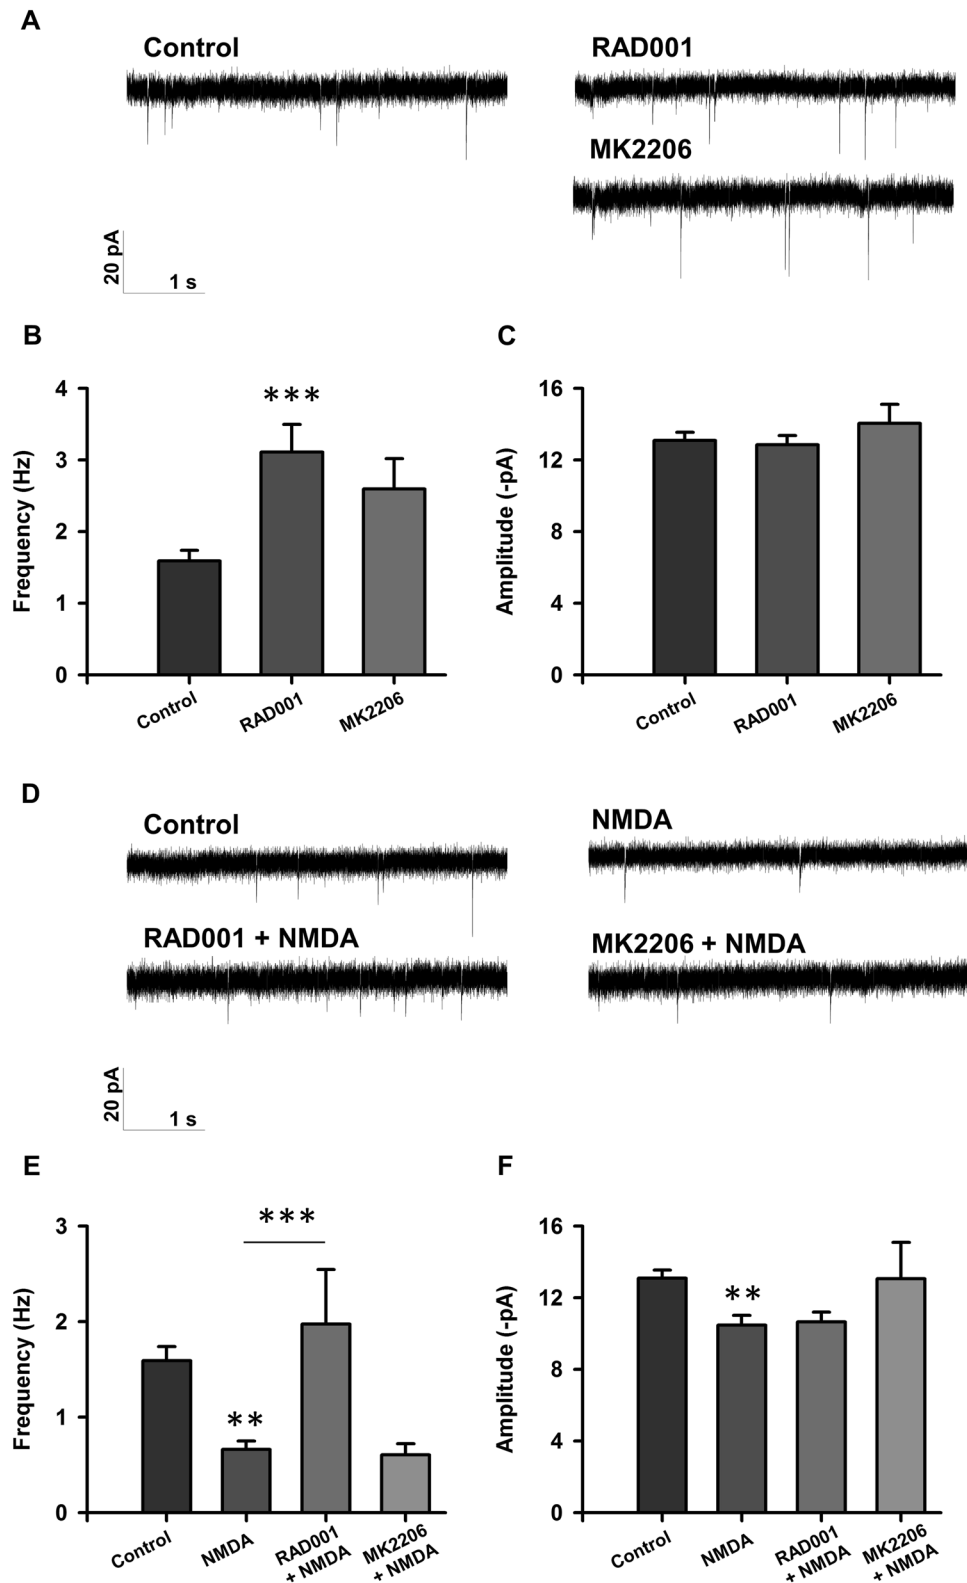 A
Control
RAD001
MK2206
20 pA
1 s
B
C
4
3
2
1
0
Frequency (Hz)
***
Control
RAD001
MK2206
16
12
8
4
0
Amplitude (-pA)
Control
RAD001
MK2206
D
Control
NMDA
RAD001 + NMDA
MK2206 + NMDA
20 pA
1 s
E
F
3
2
1
0
Frequency (Hz)
***
**
Control
NMDA
RAD001
+ NMDA
MK2206
+ NMDA
16
12
8
4
0
Amplitude (-pA)
**
Control
NMDA
RAD001
+ NMDA
MK2206
+ NMDA